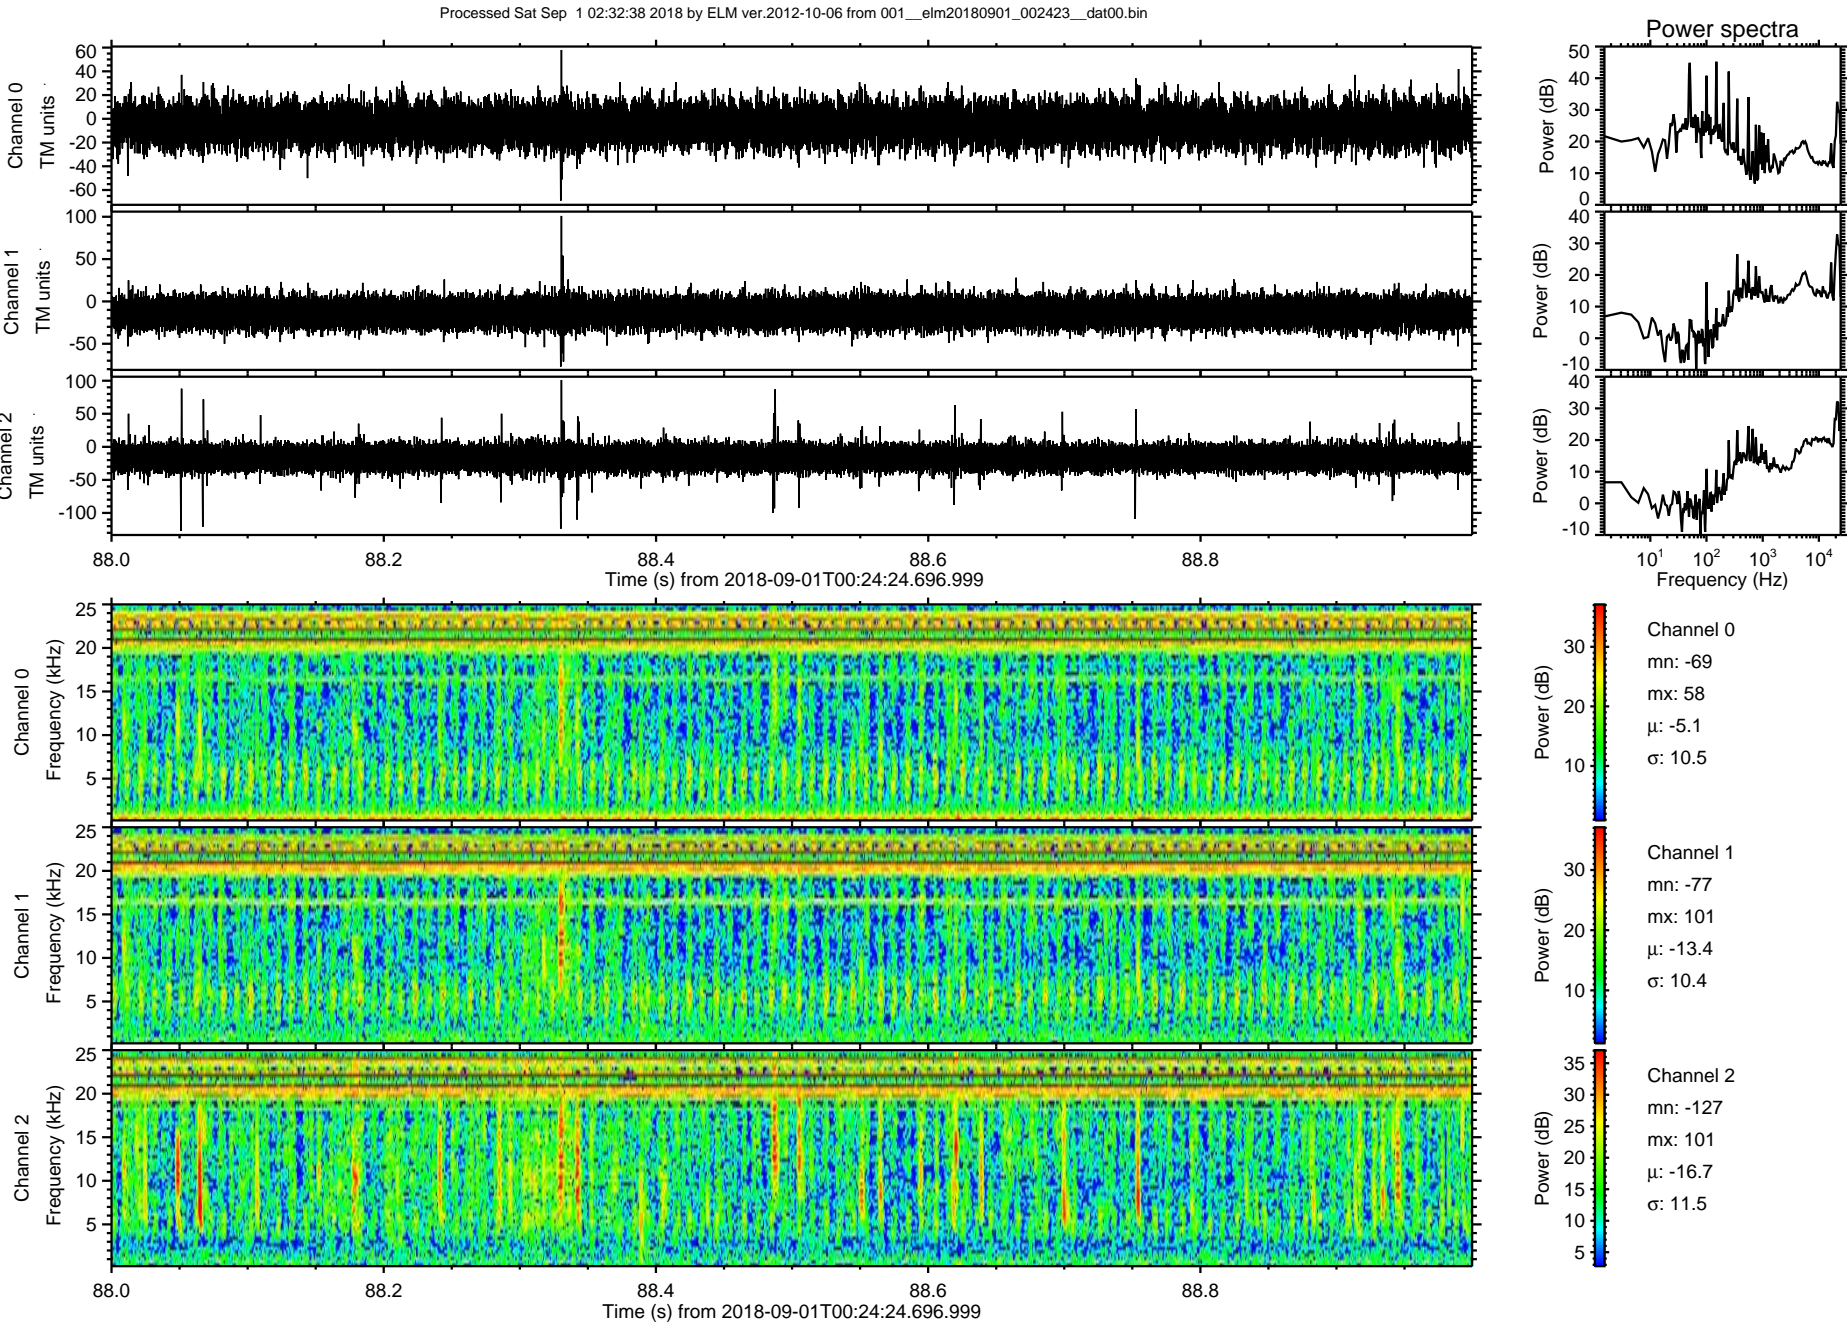 Processed Sat Sep  1 02:32:38 2018 by ELM ver.2012-10-06 from 001__elm20180901_002423__dat00.bin
Power spectra
Channel 0
TM units
60
40
20
0
-20
-40
-60
Power (dB)
50
40
30
20
10
0
Channel 1
TM units
100
50
0
-50
Power (dB)
40
30
20
10
0
-10
Channel 2
TM units
100
50
0
-50
-100
Power (dB)
40
30
20
10
0
-10
88.0 88.2 88.4 88.6 88.8
Time (s) from 2018-09-01T00:24:24.696.999
10^1 10^2 10^3 10^4
Frequency (Hz)
Channel 0
Frequency (kHz)
25
20
15
10
5
Power (dB)
30
20
10
Channel 0
mn: -69
mx: 58
μ: -5.1
σ: 10.5
Channel 1
Frequency (kHz)
25
20
15
10
5
Power (dB)
30
20
10
Channel 1
mn: -77
mx: 101
μ: -13.4
σ: 10.4
Channel 2
Frequency (kHz)
25
20
15
10
5
Power (dB)
35
30
25
20
15
10
5
Channel 2
mn: -127
mx: 101
μ: -16.7
σ: 11.5
88.0 88.2 88.4 88.6 88.8
Time (s) from 2018-09-01T00:24:24.696.999